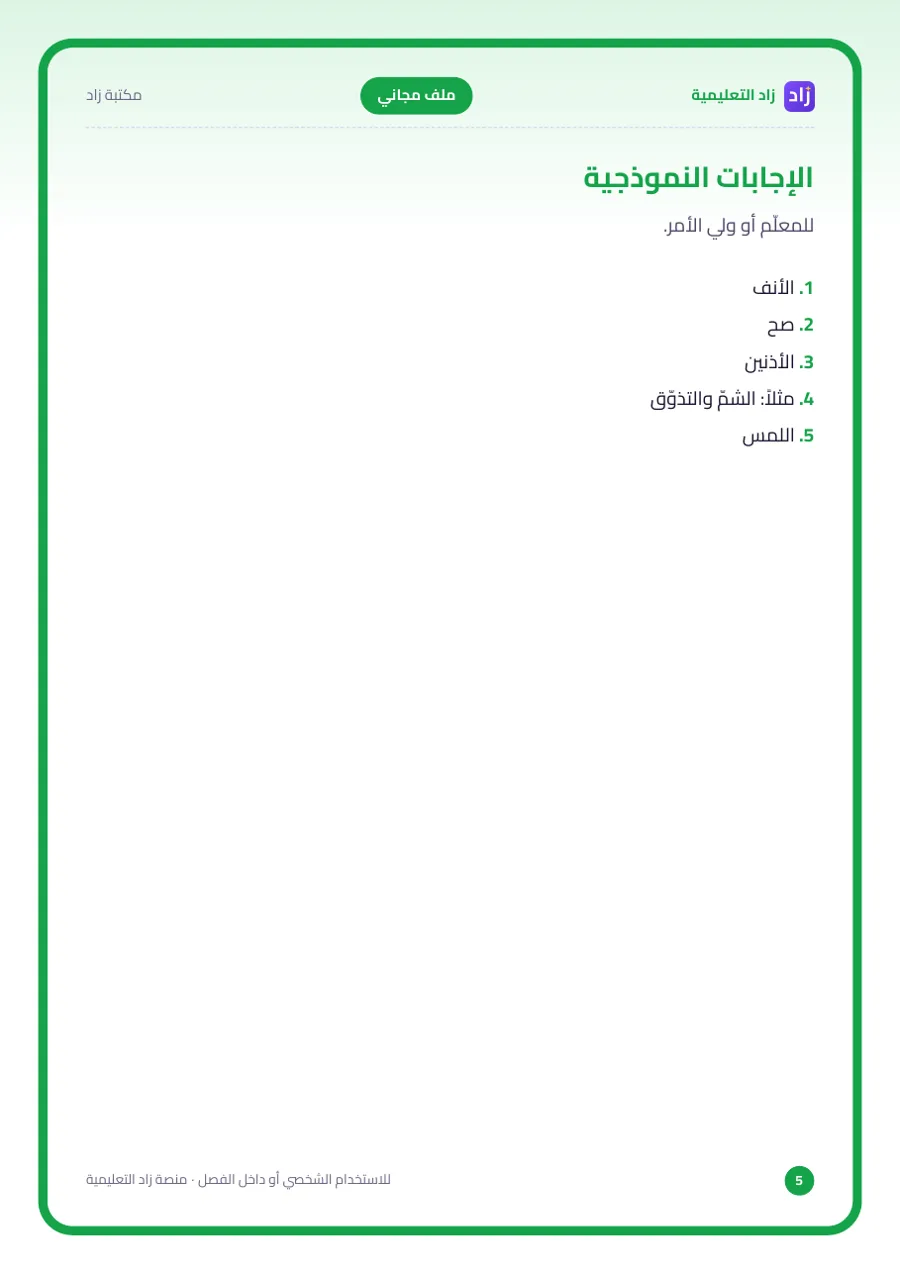 زاد
زاد التعليمية
ملف مجاني
مكتبة زاد
الإجابات النموذجية
للمعلّم أو ولي الأمر.
1. الأنف
2. صح
3. الأذنين
4. مثلاً: الشمّ والتذوّق
5. اللمس
5
للاستخدام الشخصي أو داخل الفصل · منصة زاد التعليمية